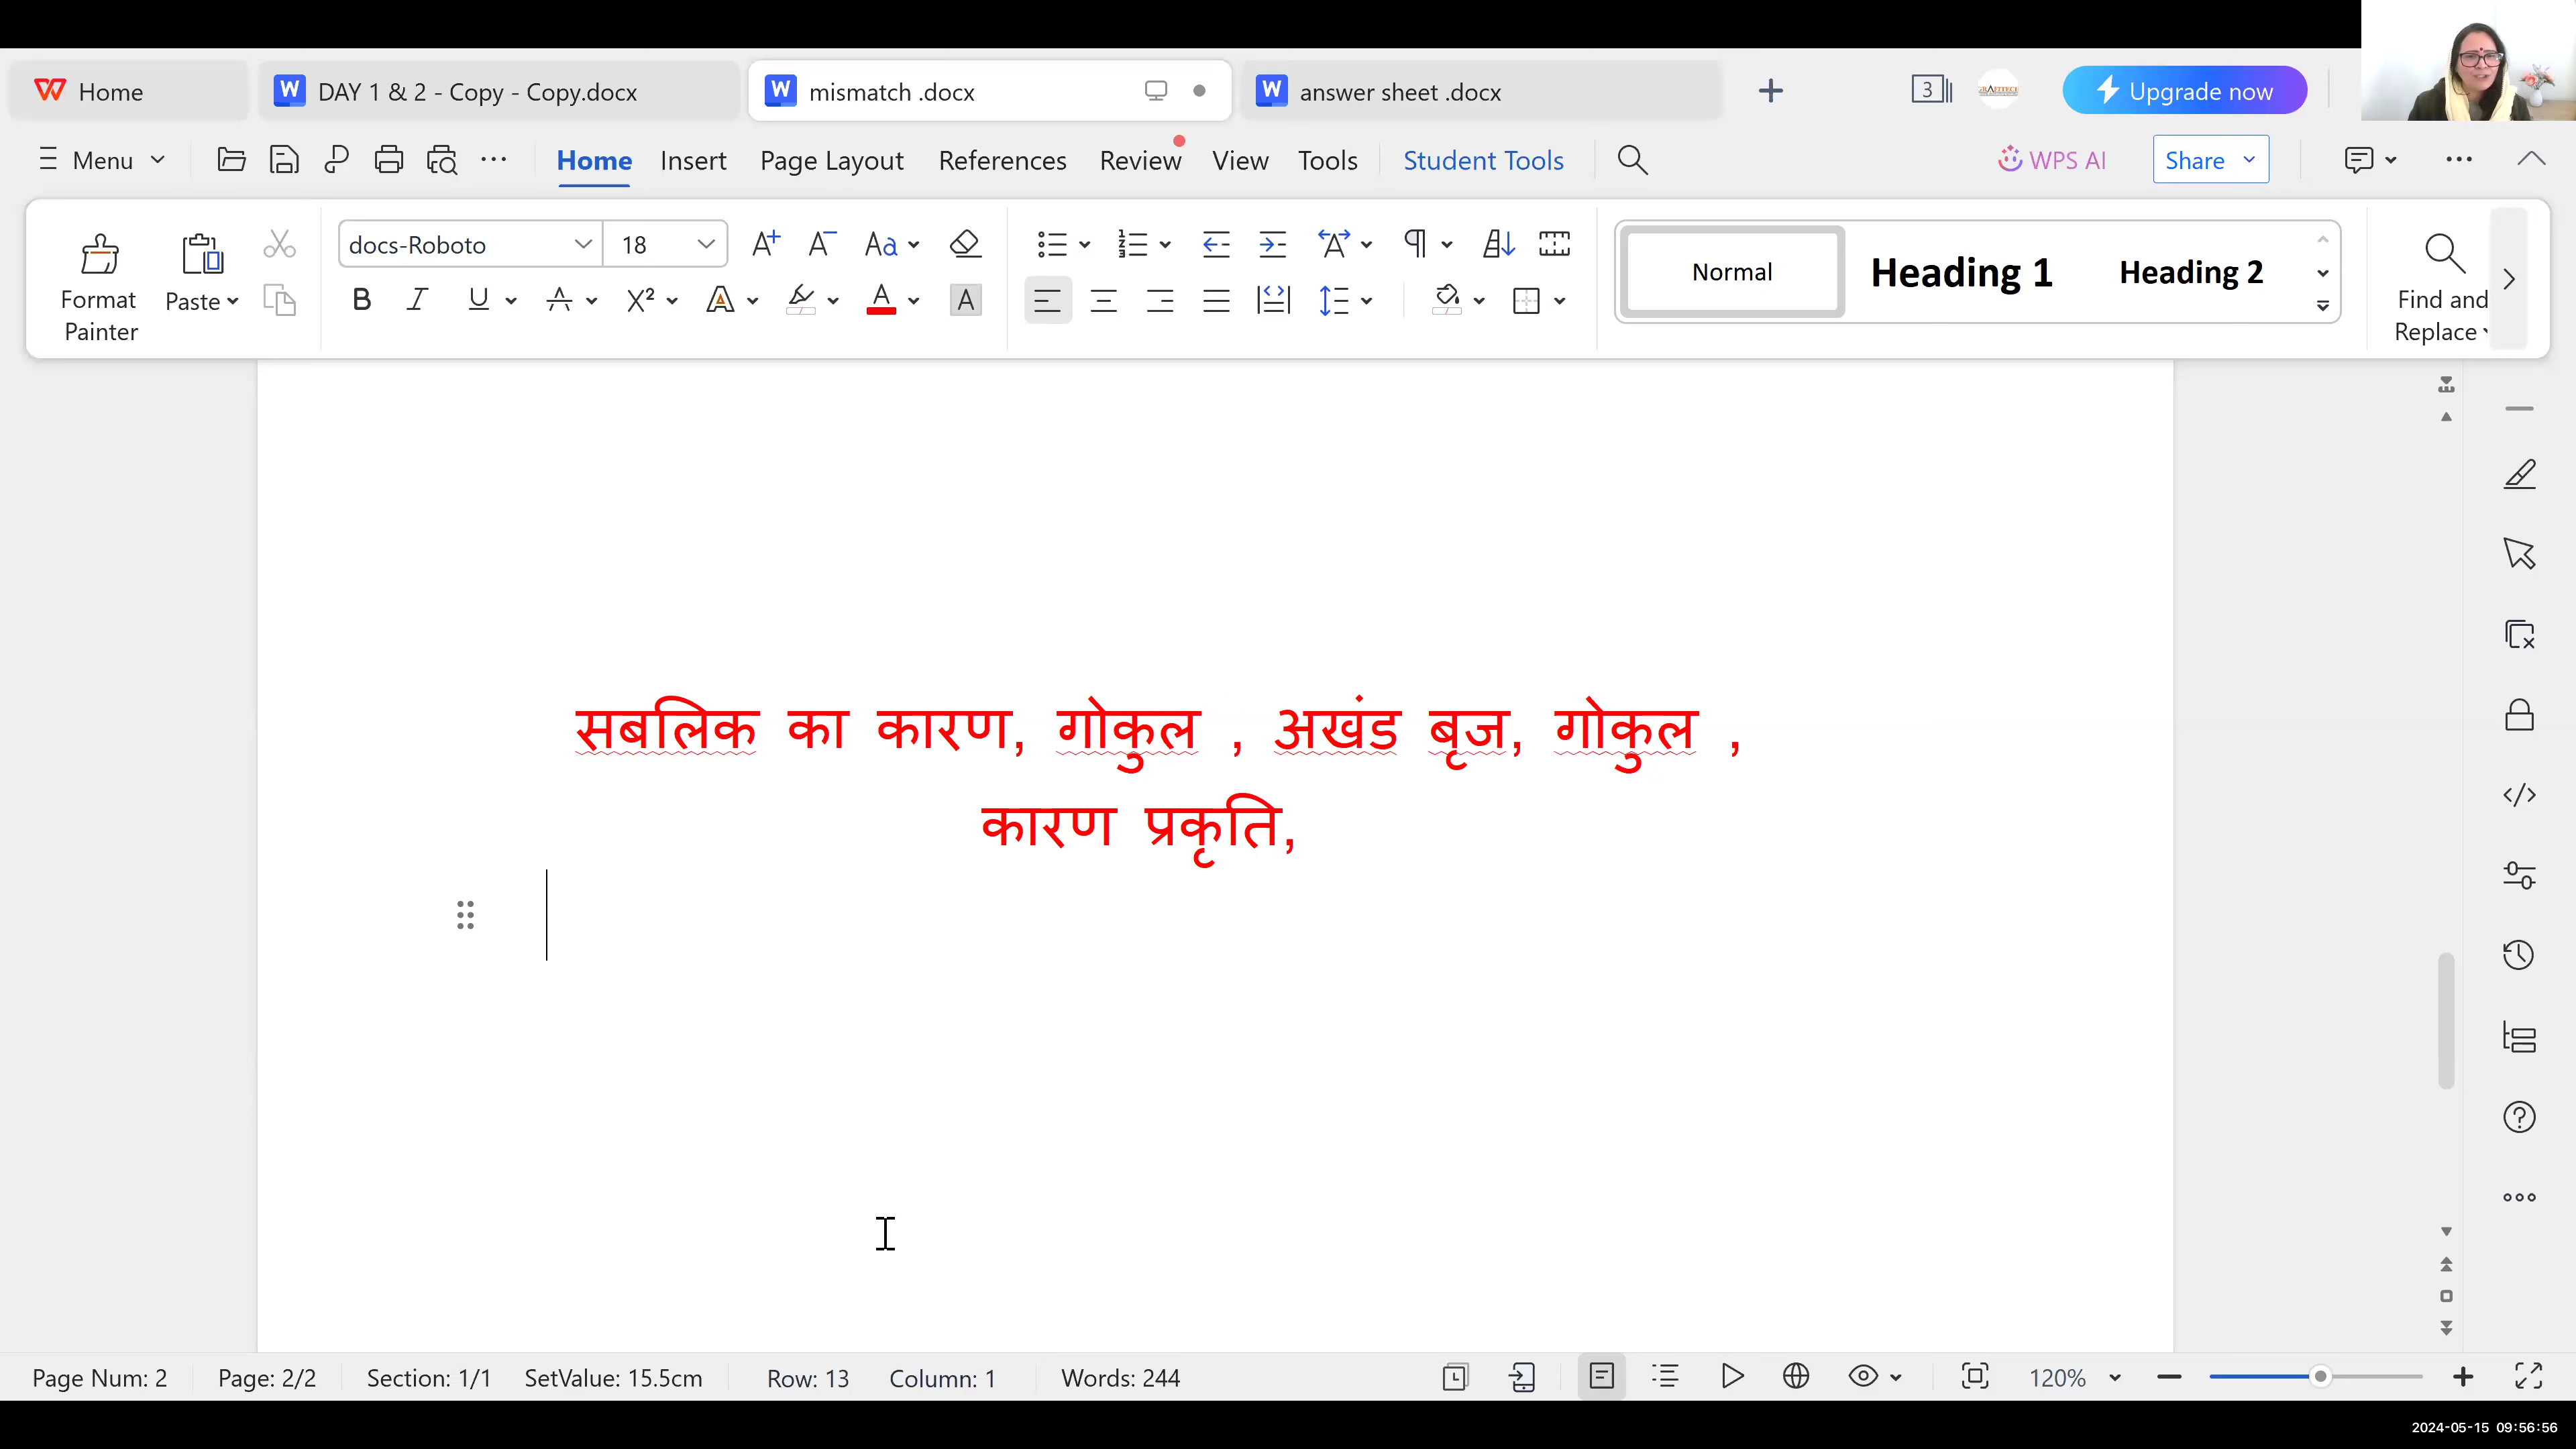 Home
DAY 1 & 2 - Copy - Copy.docx
mismatch .docx
answer sheet .docx
3
Upgrade now
Menu
Home Insert Page Layout References Review View Tools Student Tools
WPS AI
Share
Format Painter
Paste
docs-Roboto
18
Normal
Heading 1
Heading 2
Find and Replace
सबलिक का कारण, गोकुल , अखंड बृज, गोकुल ,
कारण प्रकृति,
Page Num: 2 Page: 2/2 Section: 1/1 SetValue: 15.5cm Row: 13 Column: 1 Words: 244
120%
2024-05-15 09:56:56